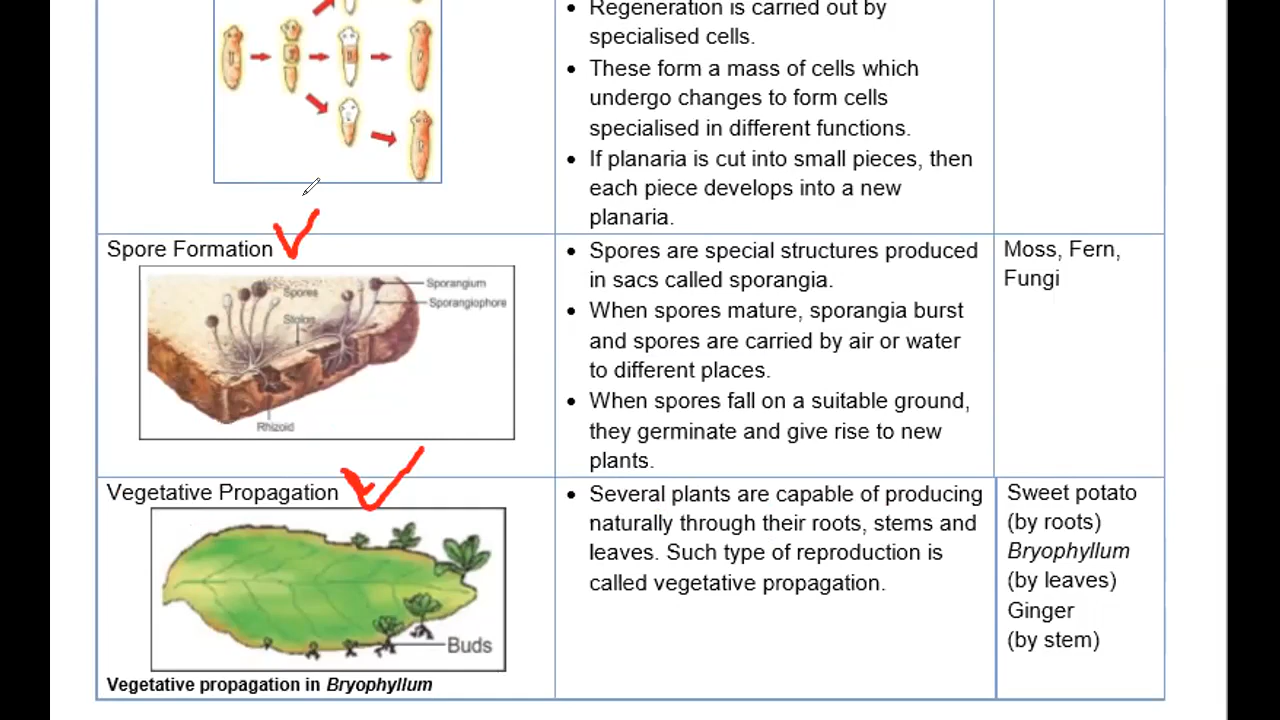 Regeneration is carried out by
specialised cells.
These form a mass of cells which
undergo changes to form cells
specialised in different functions.
If planaria is cut into small pieces, then
each piece develops into a new
planaria.
Spore Formation
Spores
Sporangium
Sporangiophore
Stolon
Rhizoid
Spores are special structures produced
in sacs called sporangia.
When spores mature, sporangia burst
and spores are carried by air or water
to different places.
When spores fall on a suitable ground,
they germinate and give rise to new
plants.
Moss, Fern,
Fungi
Vegetative Propagation
Buds
Vegetative propagation in Bryophyllum
Several plants are capable of producing
naturally through their roots, stems and
leaves. Such type of reproduction is
called vegetative propagation.
Sweet potato
(by roots)
Bryophyllum
(by leaves)
Ginger
(by stem)